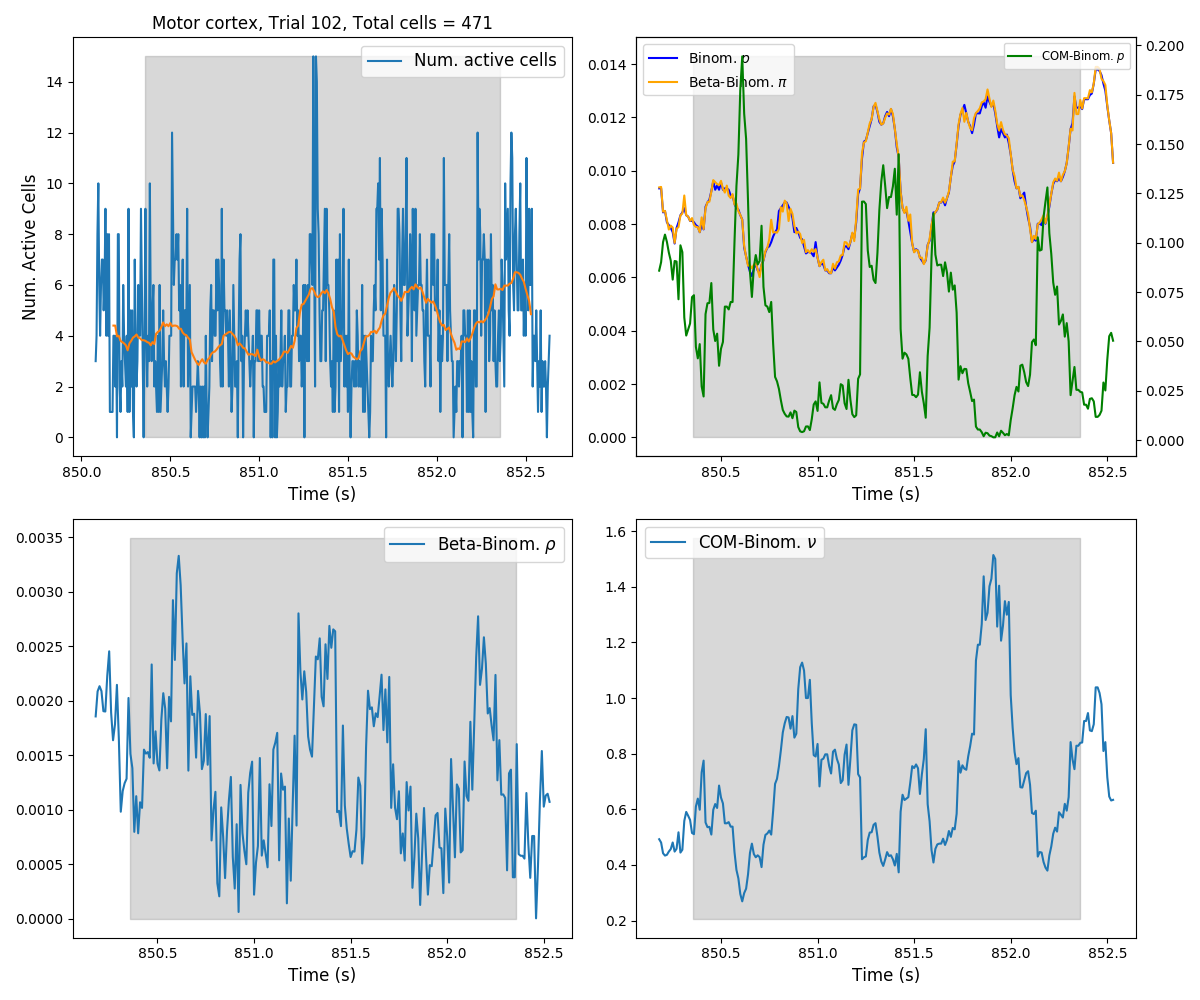 Motor cortex, Trial 102, Total cells = 471
Num. active cells
Num. Active Cells
14
12
10
8
6
4
2
0
850.0 850.5 851.0 851.5 852.0 852.5
Time (s)
Binom. p
Beta-Binom. π
COM-Binom. p
0.014
0.012
0.010
0.008
0.006
0.004
0.002
0.000
0.200
0.175
0.150
0.125
0.100
0.075
0.050
0.025
0.000
850.5 851.0 851.5 852.0 852.5
Time (s)
Beta-Binom. ρ
0.0035
0.0030
0.0025
0.0020
0.0015
0.0010
0.0005
0.0000
850.5 851.0 851.5 852.0 852.5
Time (s)
COM-Binom. ν
1.6
1.4
1.2
1.0
0.8
0.6
0.4
0.2
850.5 851.0 851.5 852.0 852.5
Time (s)